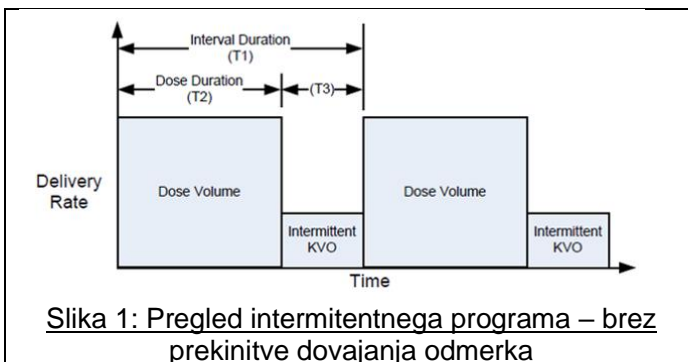 Interval Duration
(T1)
Dose Duration
(T2)
(T3)
Delivery
Rate
Dose Volume
Intermittent
KVO
Dose Volume
Intermittent
KVO
Time
Slika 1: Pregled intermitentnega programa – brez
prekinitve dovajanja odmerka